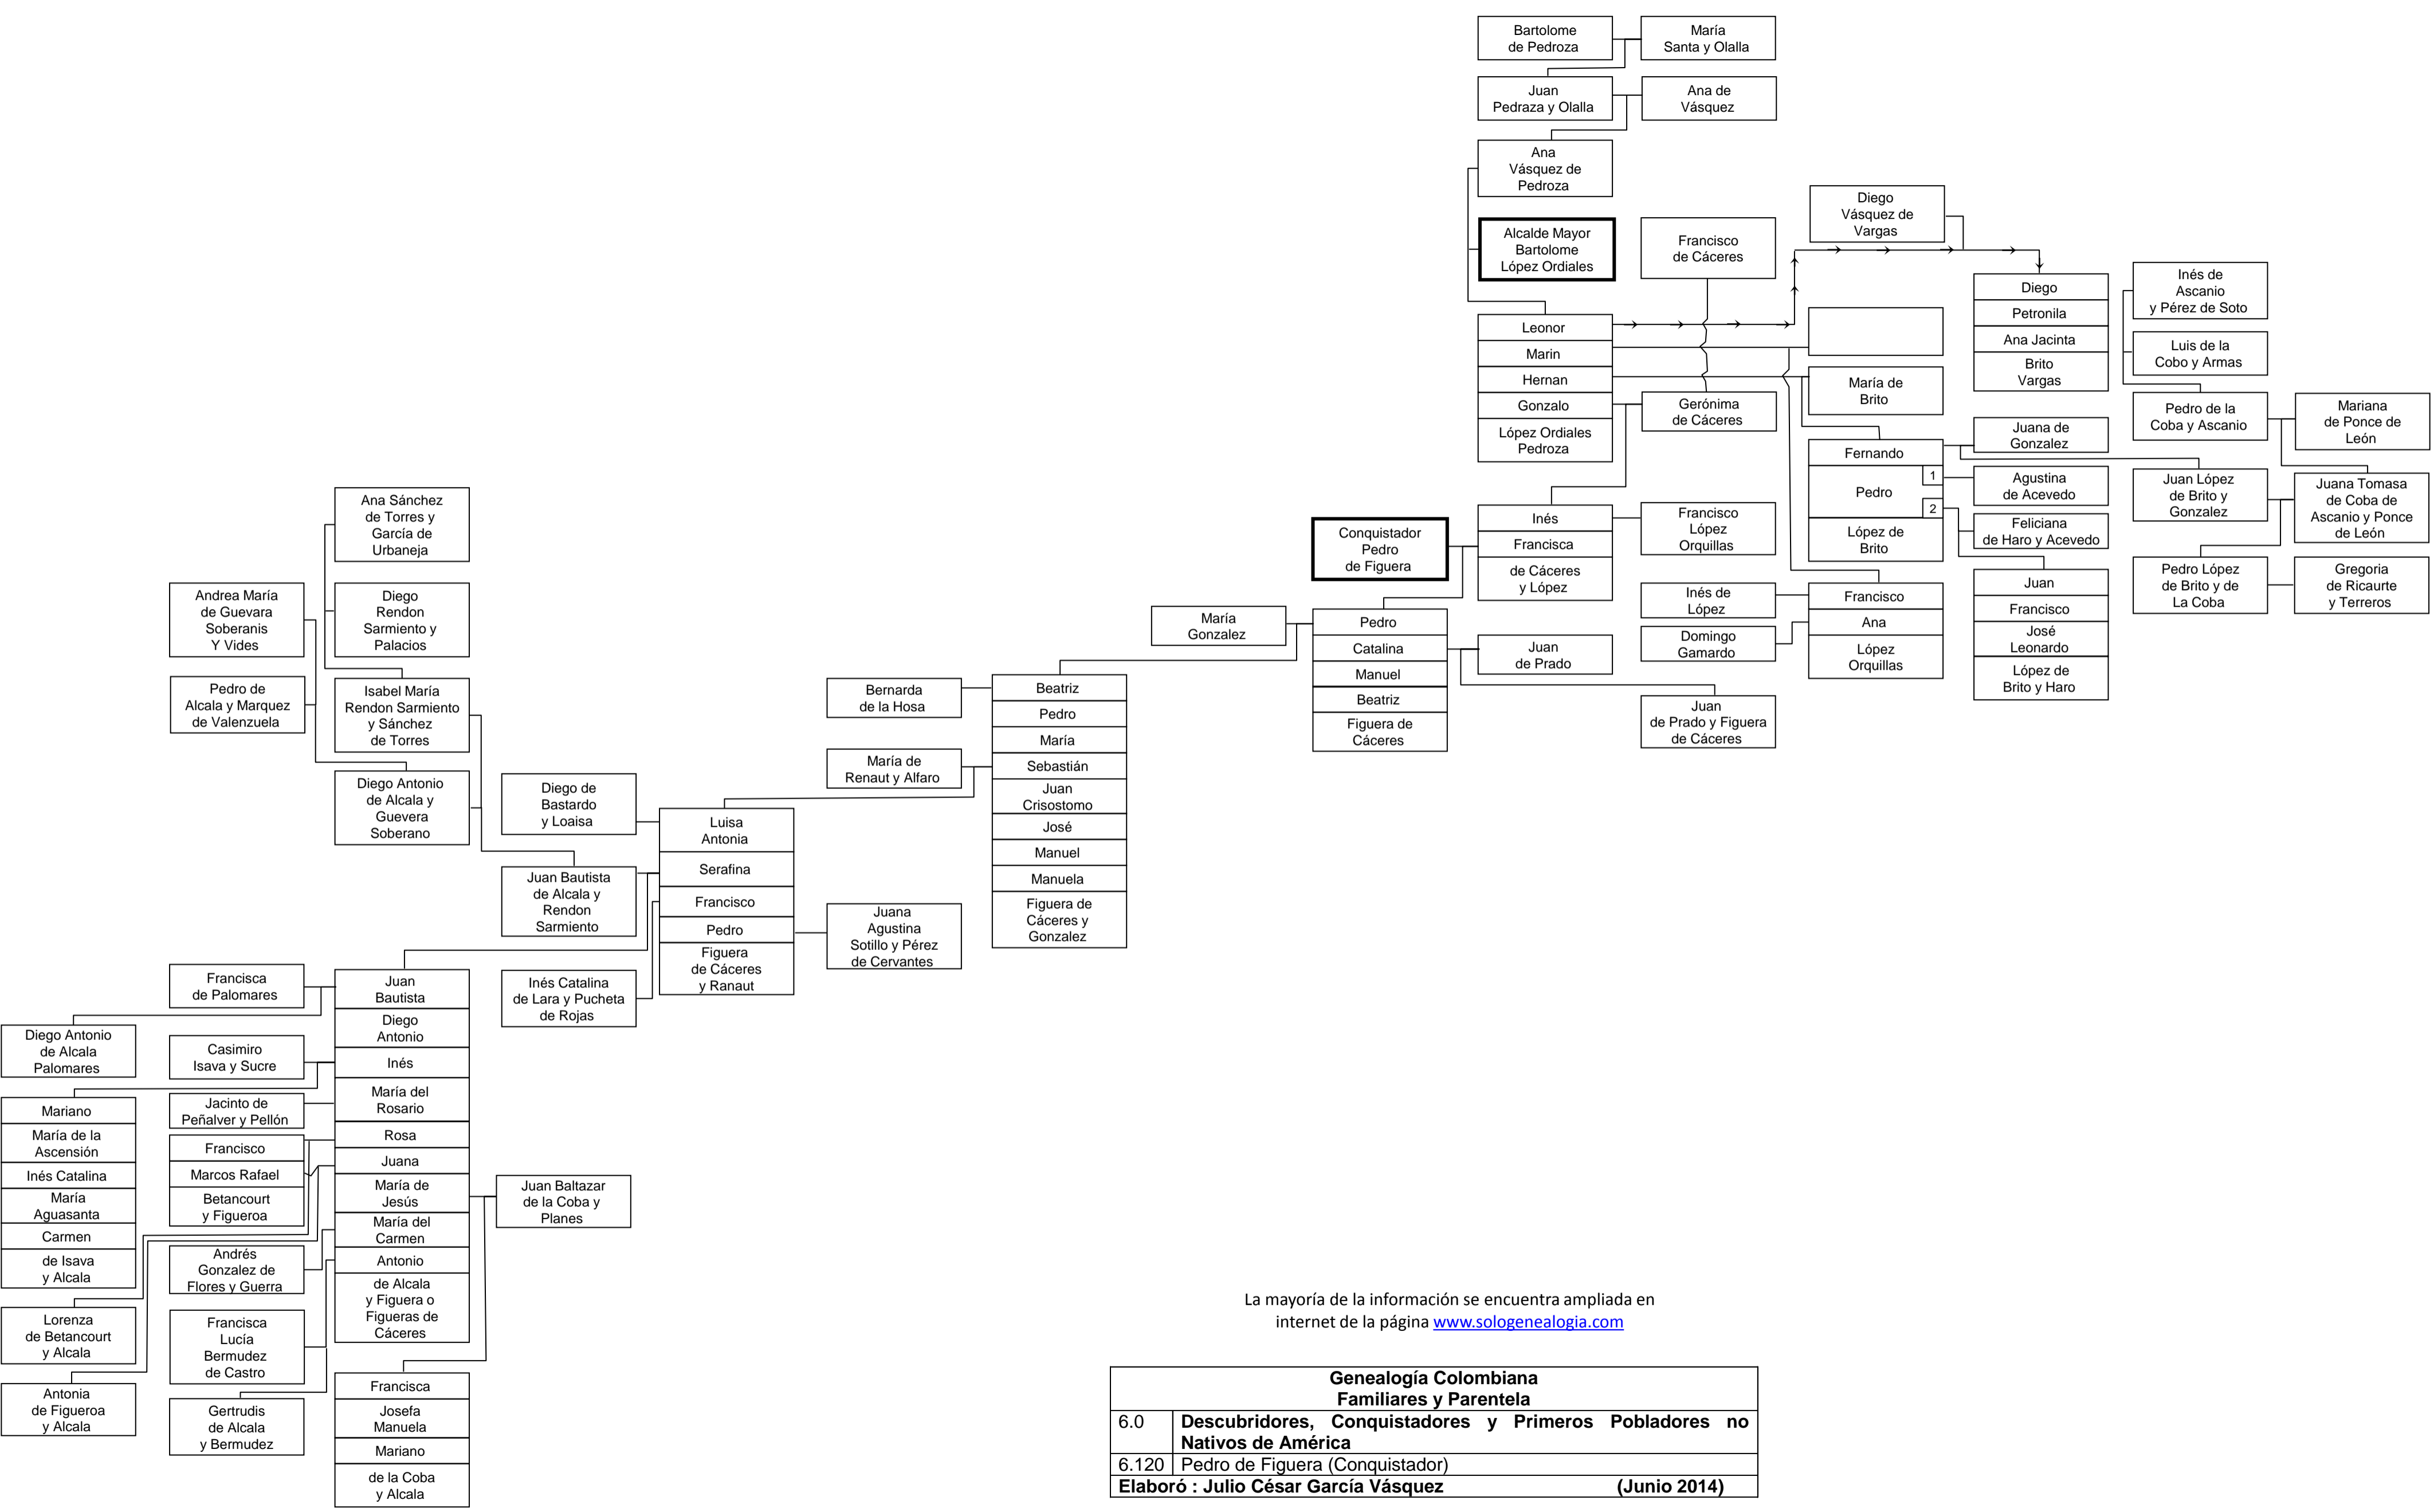 Bartolome
de Pedroza
María
Santa y Olalla
Juan
Pedraza y Olalla
Ana de
Vásquez
Ana
Vásquez de
Pedroza
Alcalde Mayor
Bartolome
López Ordiales
Francisco
de Cáceres
Diego
Vásquez de
Vargas
Leonor
Marin
Hernan
Gonzalo
López Ordiales
Pedroza
Gerónima
de Cáceres
María de
Brito
Diego
Petronila
Ana Jacinta
Brito
Vargas
Inés de
Ascanio
y Pérez de Soto
Luis de la
Cobo y Armas
Pedro de la
Coba y Ascanio
Mariana
de Ponce de
León
Fernando
Pedro
1
2
López de
Brito
Juana de
Gonzalez
Agustina
de Acevedo
Feliciana
de Haro y Acevedo
Juan López
de Brito y
Gonzalez
Juana Tomasa
de Coba de
Ascanio y Ponce
de León
Pedro López
de Brito y de
La Coba
Gregoria
de Ricaurte
y Terreros
Juan
Francisco
José
Leonardo
López de
Brito y Haro
Conquistador
Pedro
de Figuera
Inés
Francisca
de Cáceres
y López
Francisco
López
Orquillas
Inés de
López
Domingo
Gamardo
Francisco
Ana
López
Orquillas
María
Gonzalez
Pedro
Catalina
Manuel
Beatriz
Figuera de
Cáceres
Juan
de Prado
Juan
de Prado y Figuera
de Cáceres
Bernarda
de la Hosa
María de
Renaut y Alfaro
Beatriz
Pedro
María
Sebastián
Juan
Crisostomo
José
Manuel
Manuela
Figuera de
Cáceres y
Gonzalez
Ana Sánchez
de Torres y
García de
Urbaneja
Diego
Rendon
Sarmiento y
Palacios
Andrea María
de Guevara
Soberanis
Y Vides
Pedro de
Alcala y Marquez
de Valenzuela
Isabel María
Rendon Sarmiento
y Sánchez
de Torres
Diego Antonio
de Alcala y
Guevera
Soberano
Diego de
Bastardo
y Loaisa
Juan Bautista
de Alcala y
Rendon
Sarmiento
Luisa
Antonia
Serafina
Francisco
Pedro
Figuera
de Cáceres
y Ranaut
Juana
Agustina
Sotillo y Pérez
de Cervantes
Inés Catalina
de Lara y Pucheta
de Rojas
Francisca
de Palomares
Juan
Bautista
Diego
Antonio
Inés
María del
Rosario
Rosa
Juana
María de
Jesús
María del
Carmen
Antonio
de Alcala
y Figuera o
Figueras de
Cáceres
Diego Antonio
de Alcala
Palomares
Casimiro
Isava y Sucre
Jacinto de
Peñalver y Pellón
Francisco
Marcos Rafael
Betancourt
y Figueroa
Mariano
María de la
Ascensión
Inés Catalina
María
Aguasanta
Carmen
de Isava
y Alcala
Andrés
Gonzalez de
Flores y Guerra
Francisca
Lucía
Bermudez
de Castro
Lorenza
de Betancourt
y Alcala
Antonia
de Figueroa
y Alcala
Gertrudis
de Alcala
y Bermudez
Juan Baltazar
de la Coba y
Planes
Francisca
Josefa
Manuela
Mariano
de la Coba
y Alcala
La mayoría de la información se encuentra ampliada en
internet de la página www.sologenealogia.com
Genealogía Colombiana
Familiares y Parentela
6.0 Descubridores, Conquistadores y Primeros Pobladores no
Nativos de América
6.120 Pedro de Figuera (Conquistador)
Elaboró : Julio César García Vásquez (Junio 2014)